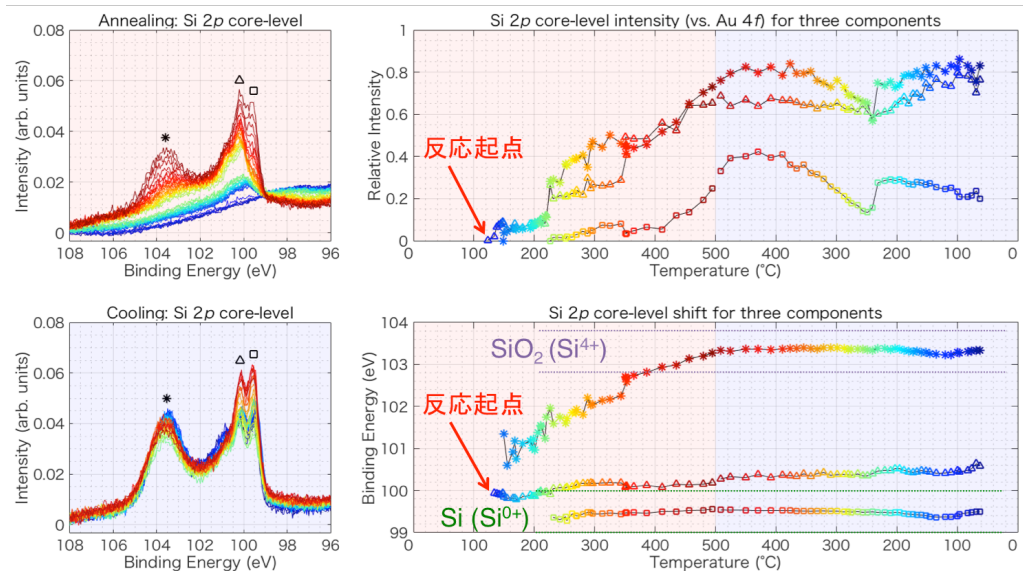 Annealing: Si 2p core-level
Intensity (arb. units)
0.08
0.06
0.04
0.02
0
108 106 104 102 100 98 96
Binding Energy (eV)
Si 2p core-level intensity (vs. Au 4f) for three components
Relative Intensity
1
0.8
0.6
0.4
0.2
0
反応起点
0 100 200 300 400 500 400 300 200 100 0
Temperature (°C)
Cooling: Si 2p core-level
Intensity (arb. units)
0.08
0.06
0.04
0.02
0
108 106 104 102 100 98 96
Binding Energy (eV)
Si 2p core-level shift for three components
Binding Energy (eV)
104
103
102
101
100
99
SiO₂ (Si⁴⁺)
反応起点
Si (Si⁰⁺)
0 100 200 300 400 500 400 300 200 100 0
Temperature (°C)